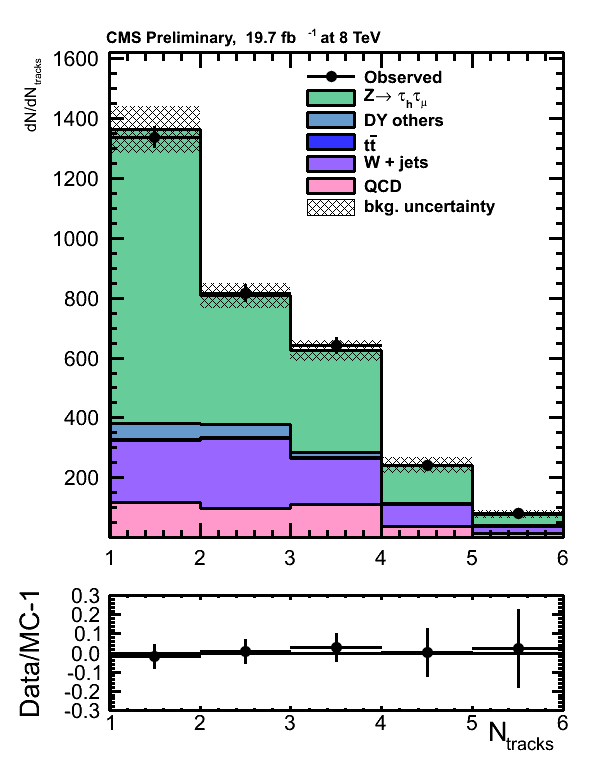 CMS Preliminary, 19.7 fb -1 at 8 TeV
dN/dNtracks
1600
1400
1200
1000
800
600
400
200
Observed
Z→ τhτμ
DY others
tt̄
W + jets
QCD
bkg. uncertainty
1 2 3 4 5 6
Data/MC-1
0.3
0.2
0.1
0.0
-0.1
-0.2
-0.3
1 2 3 4 5 6
Ntracks